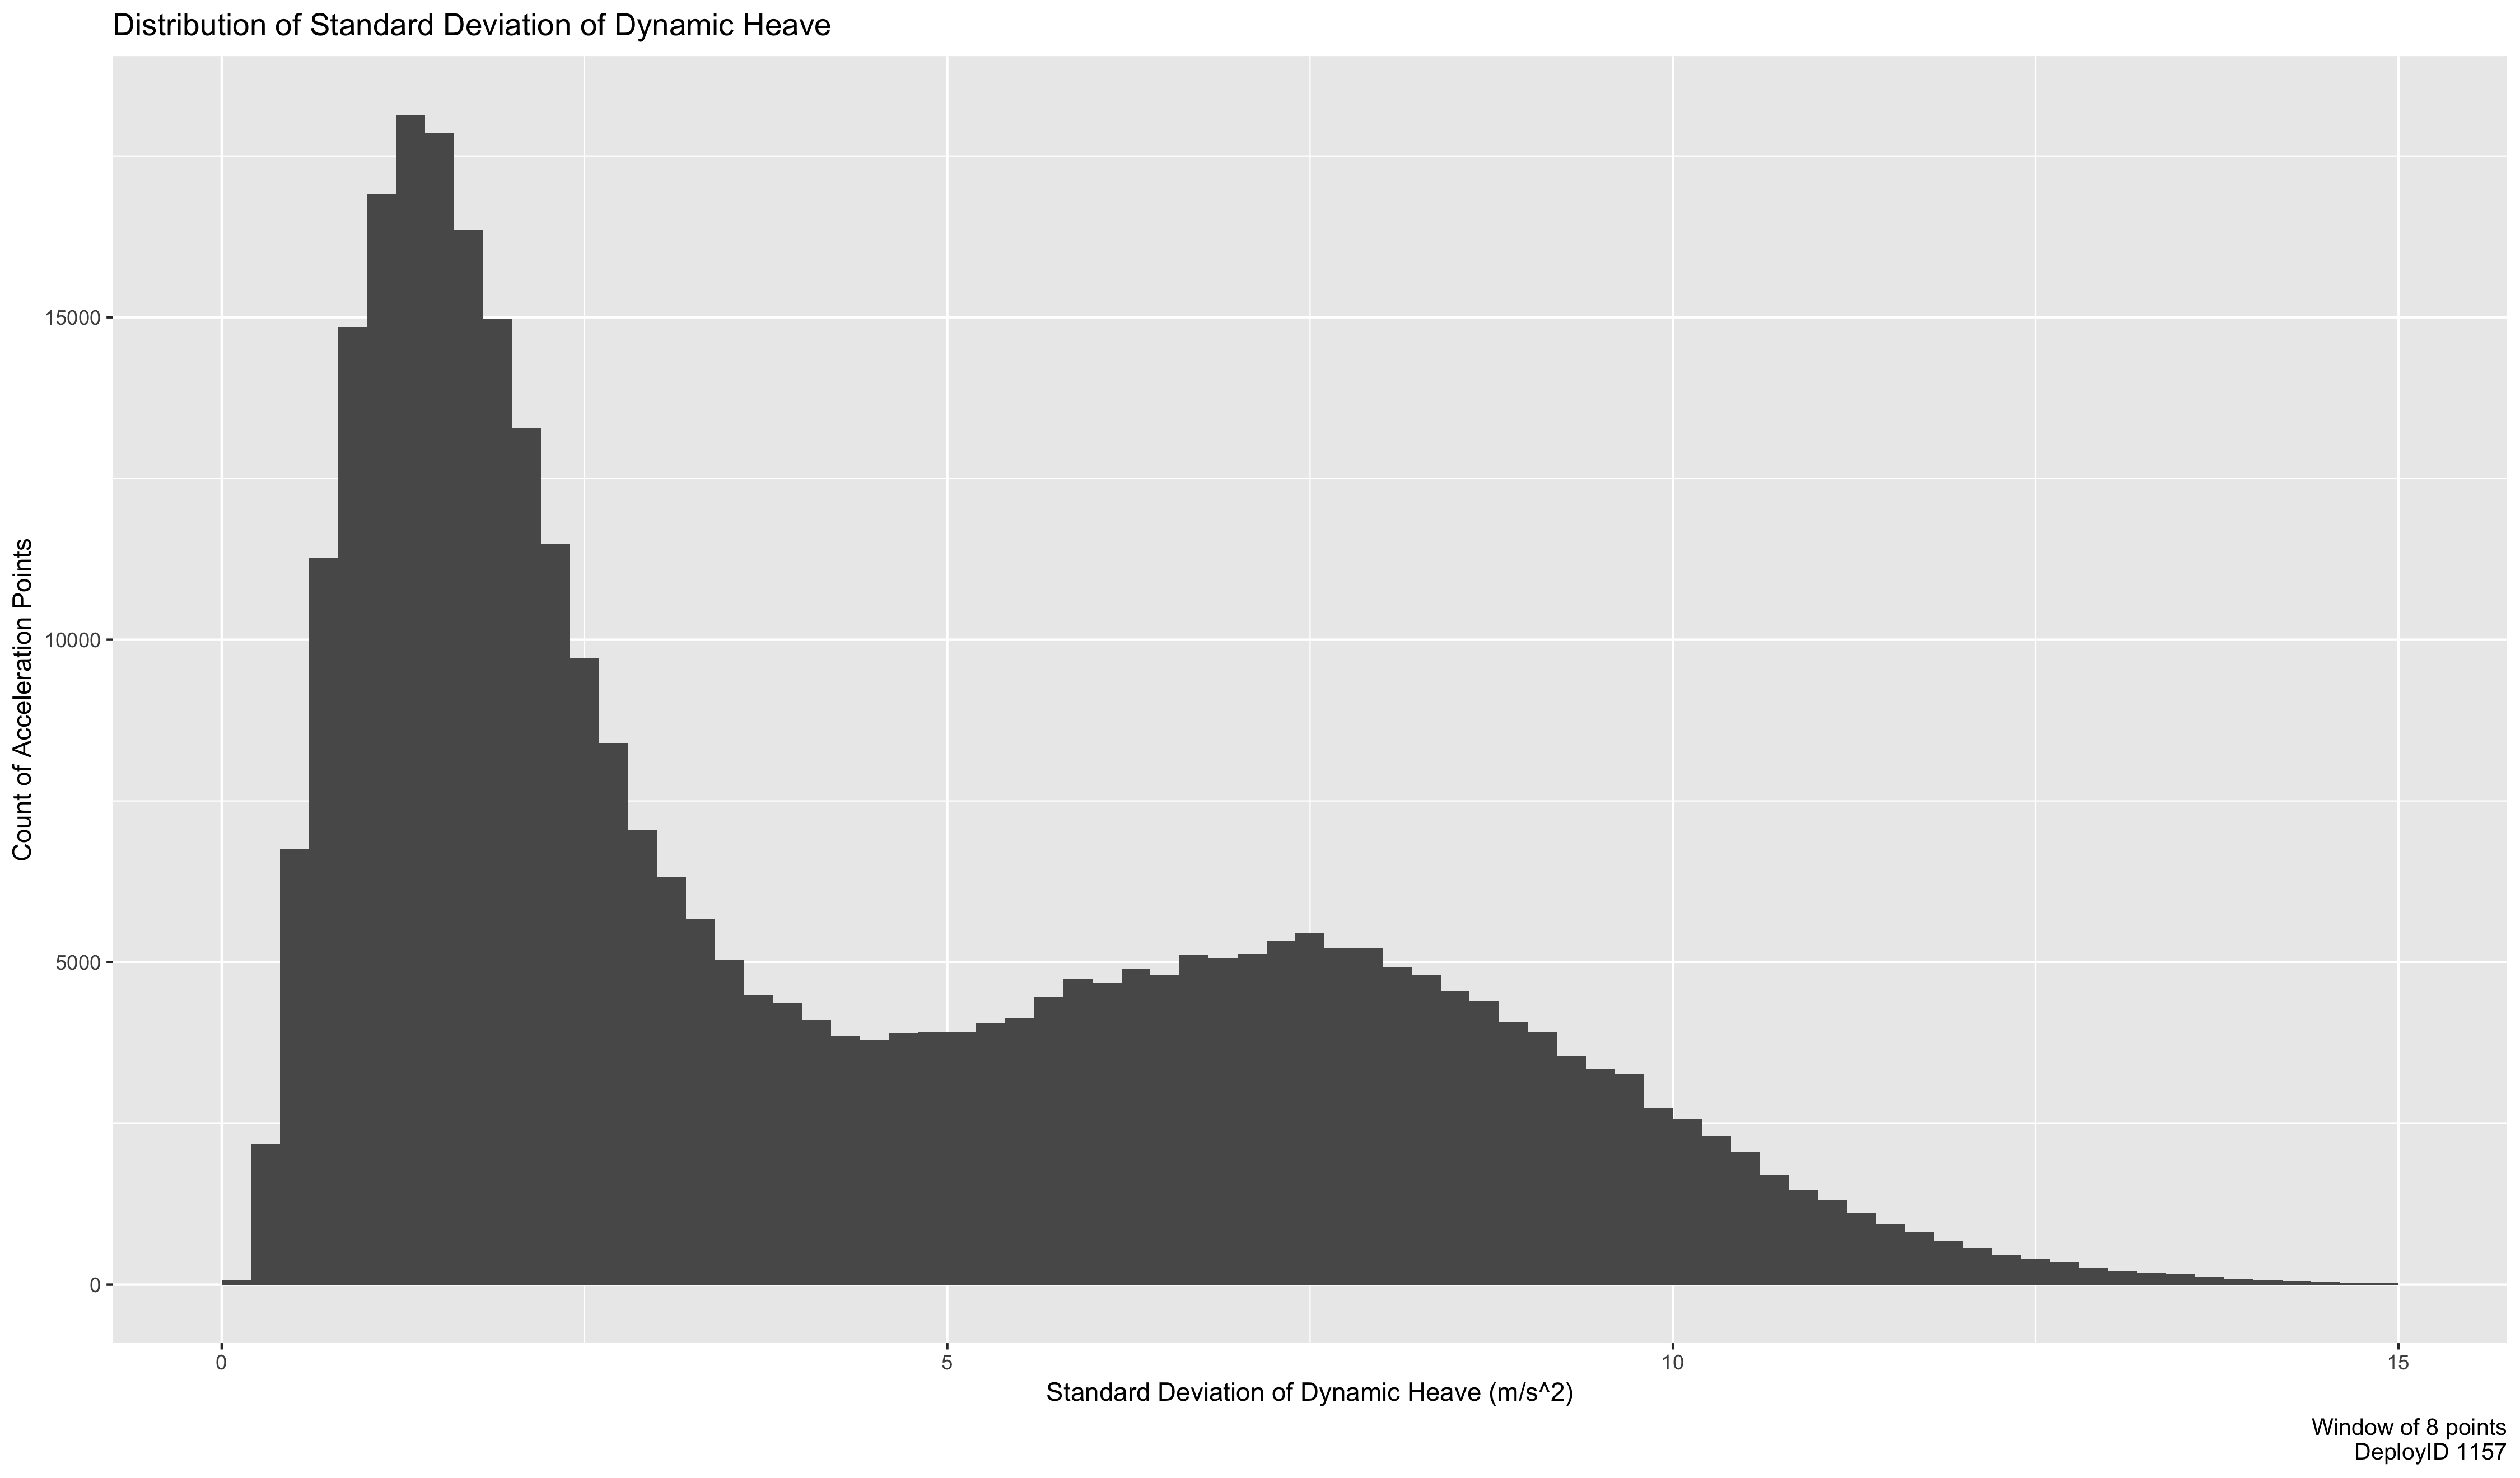 Distribution of Standard Deviation of Dynamic Heave
Count of Acceleration Points
15000
10000
5000
0
0
5
10
15
Standard Deviation of Dynamic Heave (m/s^2)
Window of 8 points
DeployID 1157